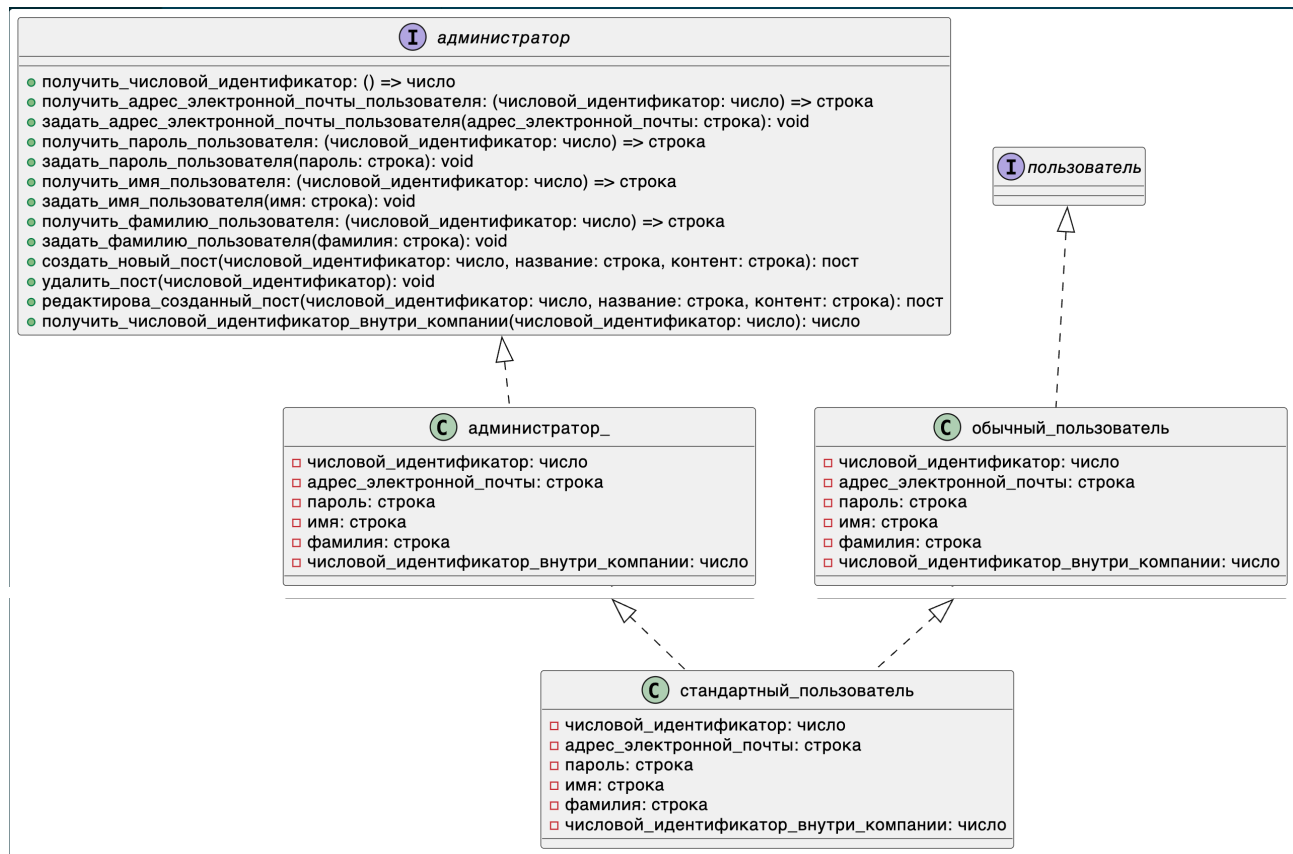 I администратор
получить_числовой_идентификатор: () => число
получить_адрес_электронной_почты_пользователя: (числовой_идентификатор: число) => строка
задать_адрес_электронной_почты_пользователя(адрес_электронной_почты: строка): void
получить_пароль_пользователя: (числовой_идентификатор: число) => строка
задать_пароль_пользователя(пароль: строка): void
получить_имя_пользователя: (числовой_идентификатор: число) => строка
задать_имя_пользователя(имя: строка): void
получить_фамилию_пользователя: (числовой_идентификатор: число) => строка
задать_фамилию_пользователя(фамилия: строка): void
создать_новый_пост(числовой_идентификатор: число, название: строка, контент: строка): пост
удалить_пост(числовой_идентификатор): void
редактирова_созданный_пост(числовой_идентификатор: число, название: строка, контент: строка): пост
получить_числовой_идентификатор_внутри_компании(числовой_идентификатор: число): число
I пользователь
C администратор_
числовой_идентификатор: число
адрес_электронной_почты: строка
пароль: строка
имя: строка
фамилия: строка
числовой_идентификатор_внутри_компании: число
C обычный_пользователь
числовой_идентификатор: число
адрес_электронной_почты: строка
пароль: строка
имя: строка
фамилия: строка
числовой_идентификатор_внутри_компании: число
C стандартный_пользователь
числовой_идентификатор: число
адрес_электронной_почты: строка
пароль: строка
имя: строка
фамилия: строка
числовой_идентификатор_внутри_компании: число